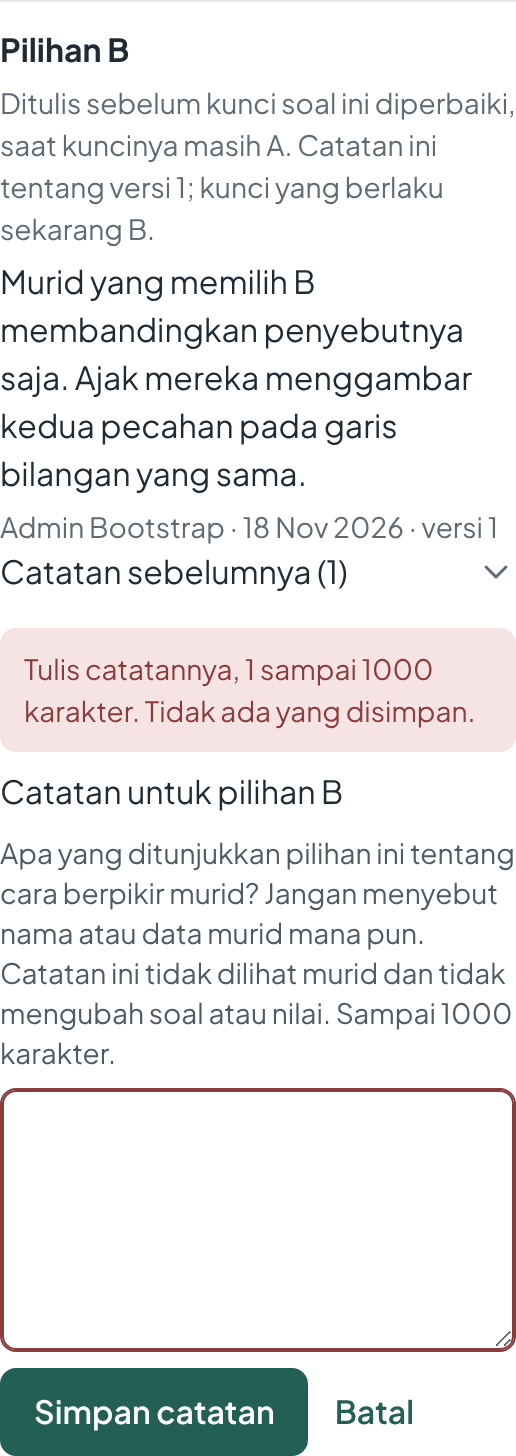 Pilihan B
Ditulis sebelum kunci soal ini diperbaiki,
saat kuncinya masih A. Catatan ini
tentang versi 1; kunci yang berlaku
sekarang B.
Murid yang memilih B
membandingkan penyebutnya
saja. Ajak mereka menggambar
kedua pecahan pada garis
bilangan yang sama.
Admin Bootstrap · 18 Nov 2026 · versi 1
Catatan sebelumnya (1)
Tulis catatannya, 1 sampai 1000
karakter. Tidak ada yang disimpan.
Catatan untuk pilihan B
Apa yang ditunjukkan pilihan ini tentang
cara berpikir murid? Jangan menyebut
nama atau data murid mana pun.
Catatan ini tidak dilihat murid dan tidak
mengubah soal atau nilai. Sampai 1000
karakter.
Simpan catatan Batal